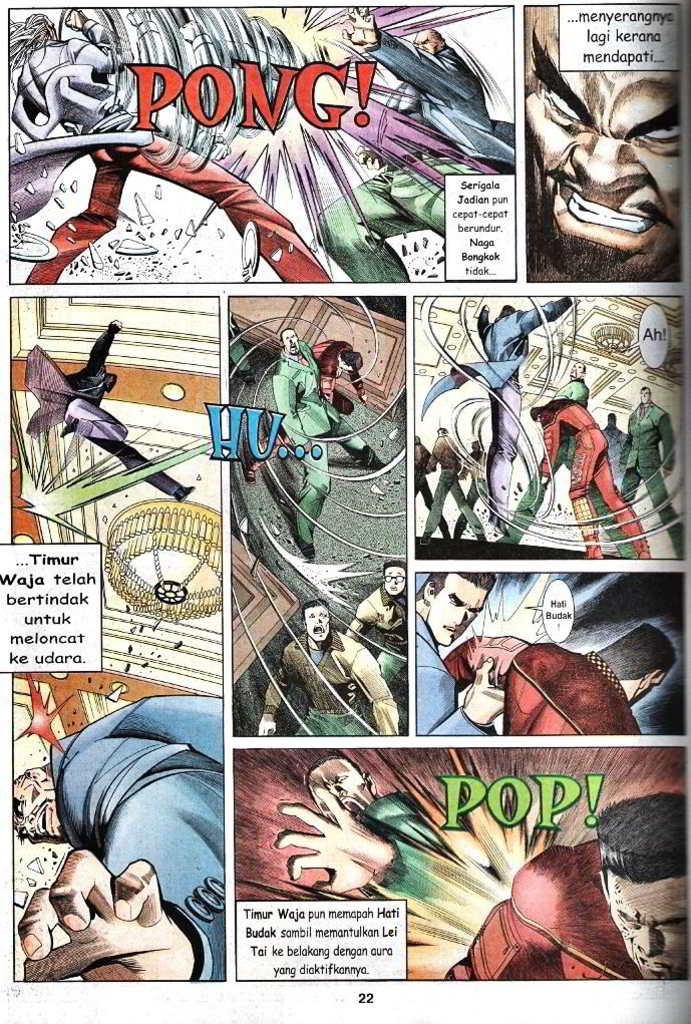 PONG!
Serigala
Jadian pun
cepat-cepat
berundur.
Naga
Bangkok
tidak...
...menyerangnya
lagi kerana
mendapati...
...Timur
Waja telah
bertindak
untuk
meloncat
ke udara.
HU...
Ah!
Hati
Budak
!
POP!
Timur Waja pun memapah Hati
Budak sambil memantulkan Lei
Tai ke belakang dengan aura
yang diaktifkannya.
22